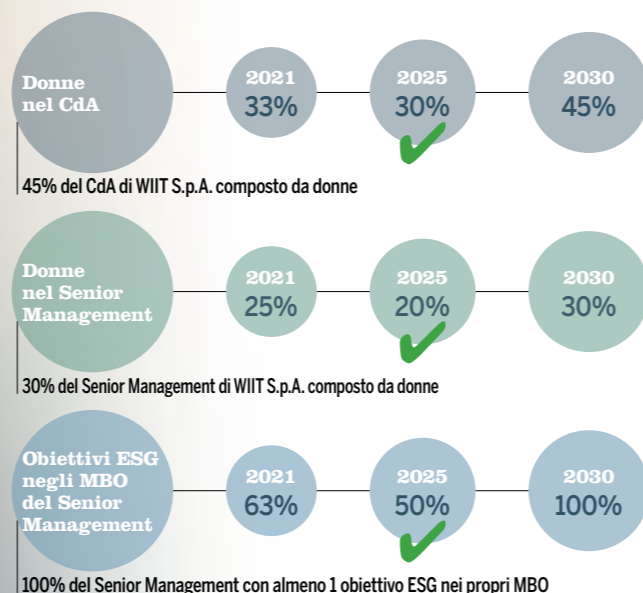 Donne
nel CdA
2021
33%
2025
30%
2030
45%
45% del CdA di WIIT S.p.A. composto da donne
Donne
nel Senior
Management
2021
25%
2025
20%
2030
30%
30% del Senior Management di WIIT S.p.A. composto da donne
Obiettivi ESG
negli MBO
del Senior
Management
2021
63%
2025
50%
2030
100%
100% del Senior Management con almeno 1 obiettivo ESG nei propri MBO